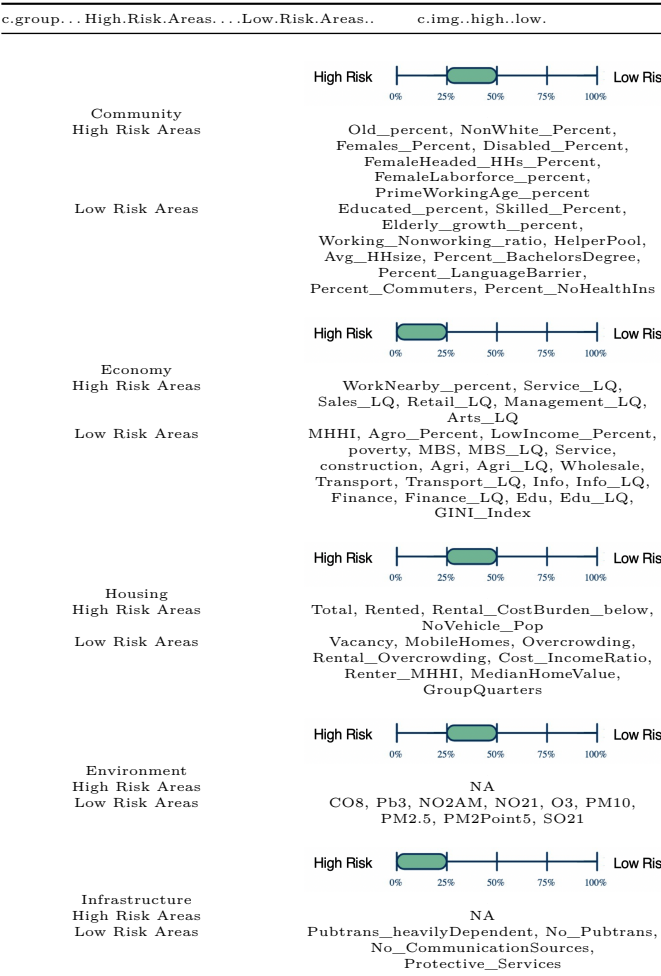 c.group...High.Risk.Areas....Low.Risk.Areas.. c.img..high..low.
High Risk Low Ris
0% 25% 50% 75% 100%
Community
High Risk Areas Old_percent, NonWhite_Percent,
Females_Percent, Disabled_Percent,
FemaleHeaded_HHs_Percent,
FemaleLaborforce_percent,
PrimeWorkingAge_percent
Low Risk Areas Educated_percent, Skilled_Percent,
Elderly_growth_percent,
Working_Nonworking_ratio, HelperPool,
Avg_HHsize, Percent_BachelorsDegree,
Percent_LanguageBarrier,
Percent_Commuters, Percent_NoHealthIns
High Risk Low Ris
0% 25% 50% 75% 100%
Economy
High Risk Areas WorkNearby_percent, Service_LQ,
Sales_LQ, Retail_LQ, Management_LQ,
Arts_LQ
Low Risk Areas MHHI, Agro_Percent, LowIncome_Percent,
poverty, MBS, MBS_LQ, Service,
construction, Agri, Agri_LQ, Wholesale,
Transport, Transport_LQ, Info, Info_LQ,
Finance, Finance_LQ, Edu, Edu_LQ,
GINI_Index
High Risk Low Ris
0% 25% 50% 75% 100%
Housing
High Risk Areas Total, Rented, Rental_CostBurden_below,
NoVehicle_Pop
Low Risk Areas Vacancy, MobileHomes, Overcrowding,
Rental_Overcrowding, Cost_IncomeRatio,
Renter_MHHI, MedianHomeValue,
GroupQuarters
High Risk Low Ris
0% 25% 50% 75% 100%
Environment
High Risk Areas NA
Low Risk Areas CO8, Pb3, NO2AM, NO21, O3, PM10,
PM2.5, PM2Point5, SO21
High Risk Low Ris
0% 25% 50% 75% 100%
Infrastructure
High Risk Areas NA
Low Risk Areas Pubtrans_heavilyDependent, No_Pubtrans,
No_CommunicationSources,
Protective_Services